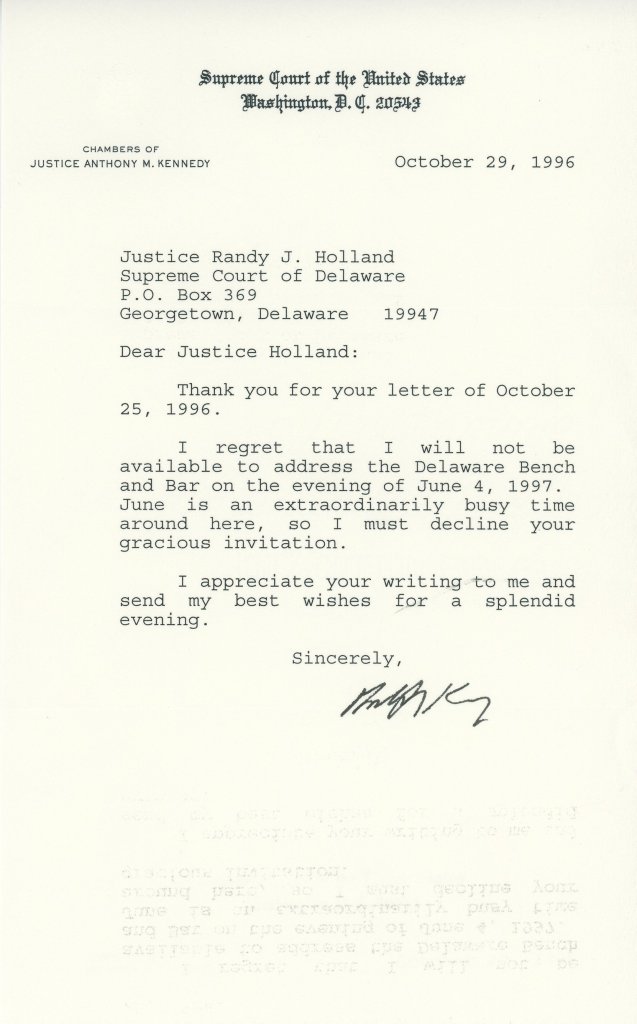 Supreme Court of the United States
Washington, D. C. 20543
CHAMBERS OF
JUSTICE ANTHONY M. KENNEDY
October 29, 1996
Justice Randy J. Holland
Supreme Court of Delaware
P.O. Box 369
Georgetown, Delaware 19947
Dear Justice Holland:
Thank you for your letter of October
25, 1996.
I regret that I will not be
available to address the Delaware Bench
and Bar on the evening of June 4, 1997.
June is an extraordinarily busy time
around here, so I must decline your
gracious invitation.
I appreciate your writing to me and
send my best wishes for a splendid
evening.
Sincerely,